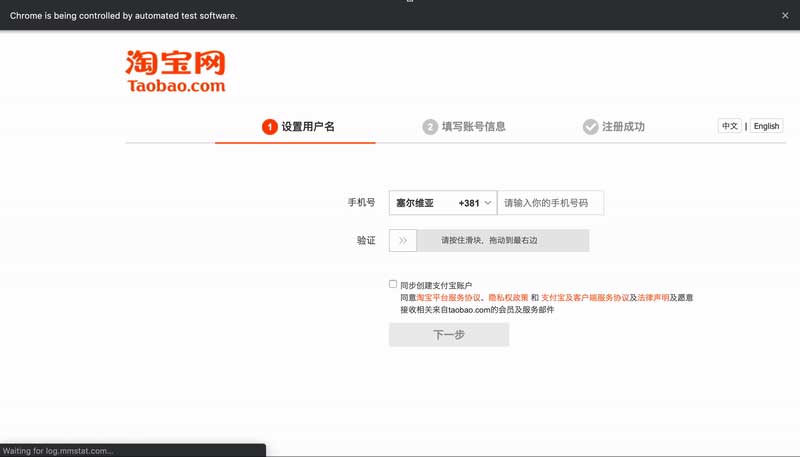 Chrome is being controlled by automated test software.
淘宝网
Taobao.com
1 设置用户名
2 填写账号信息
注册成功
中文 | English
手机号 塞尔维亚 +381 请输入你的手机号码
验证 >> 请按住滑块，拖动到最右边
同步创建支付宝账户
同意淘宝平台服务协议、隐私权政策 和 支付宝及客户端服务协议及法律声明及愿意
接收相关来自taobao.com的会员及服务邮件
下一步
Waiting for log.mmstat.com...